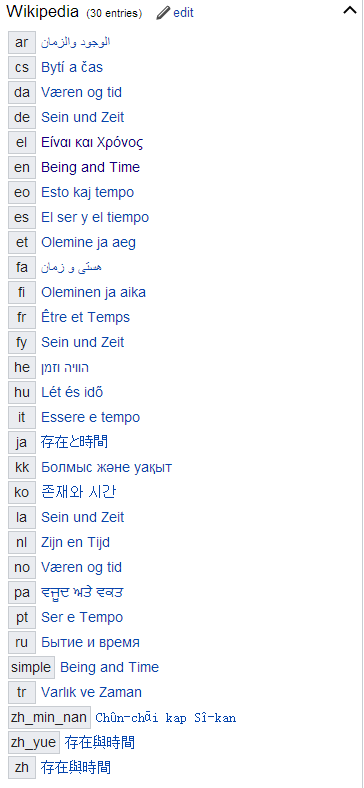 Wikipedia (30 entries) edit
ar الوجود والزمان
cs Bytí a čas
da Væren og tid
de Sein und Zeit
el Είναι και Χρόνος
en Being and Time
eo Esto kaj tempo
es El ser y el tiempo
et Olemine ja aeg
fa هستی و زمان
fi Oleminen ja aika
fr Être et Temps
fy Sein und Zeit
he הוויה וזמן
hu Lét és idő
it Essere e tempo
ja 存在と時間
kk Болмыс және уақыт
ko 존재와 시간
la Sein und Zeit
nl Zijn en Tijd
no Væren og tid
pa ਵਜੂਦ ਅਤੇ ਵਕਤ
pt Ser e Tempo
ru Бытие и время
simple Being and Time
tr Varlık ve Zaman
zh_min_nan Chûn-chāi kap Sî-kan
zh_yue 存在與時間
zh 存在與時間